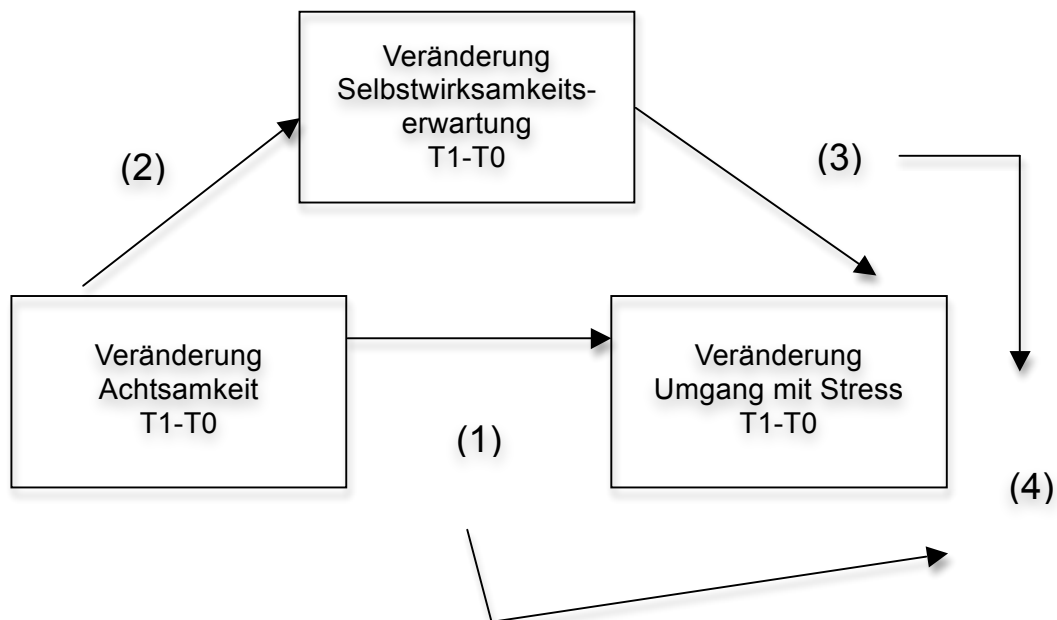 Veränderung
Selbstwirksamkeits-
erwartung
T1-T0
(2)
(3)
Veränderung
Achtsamkeit
T1-T0
Veränderung
Umgang mit Stress
T1-T0
(1)
(4)